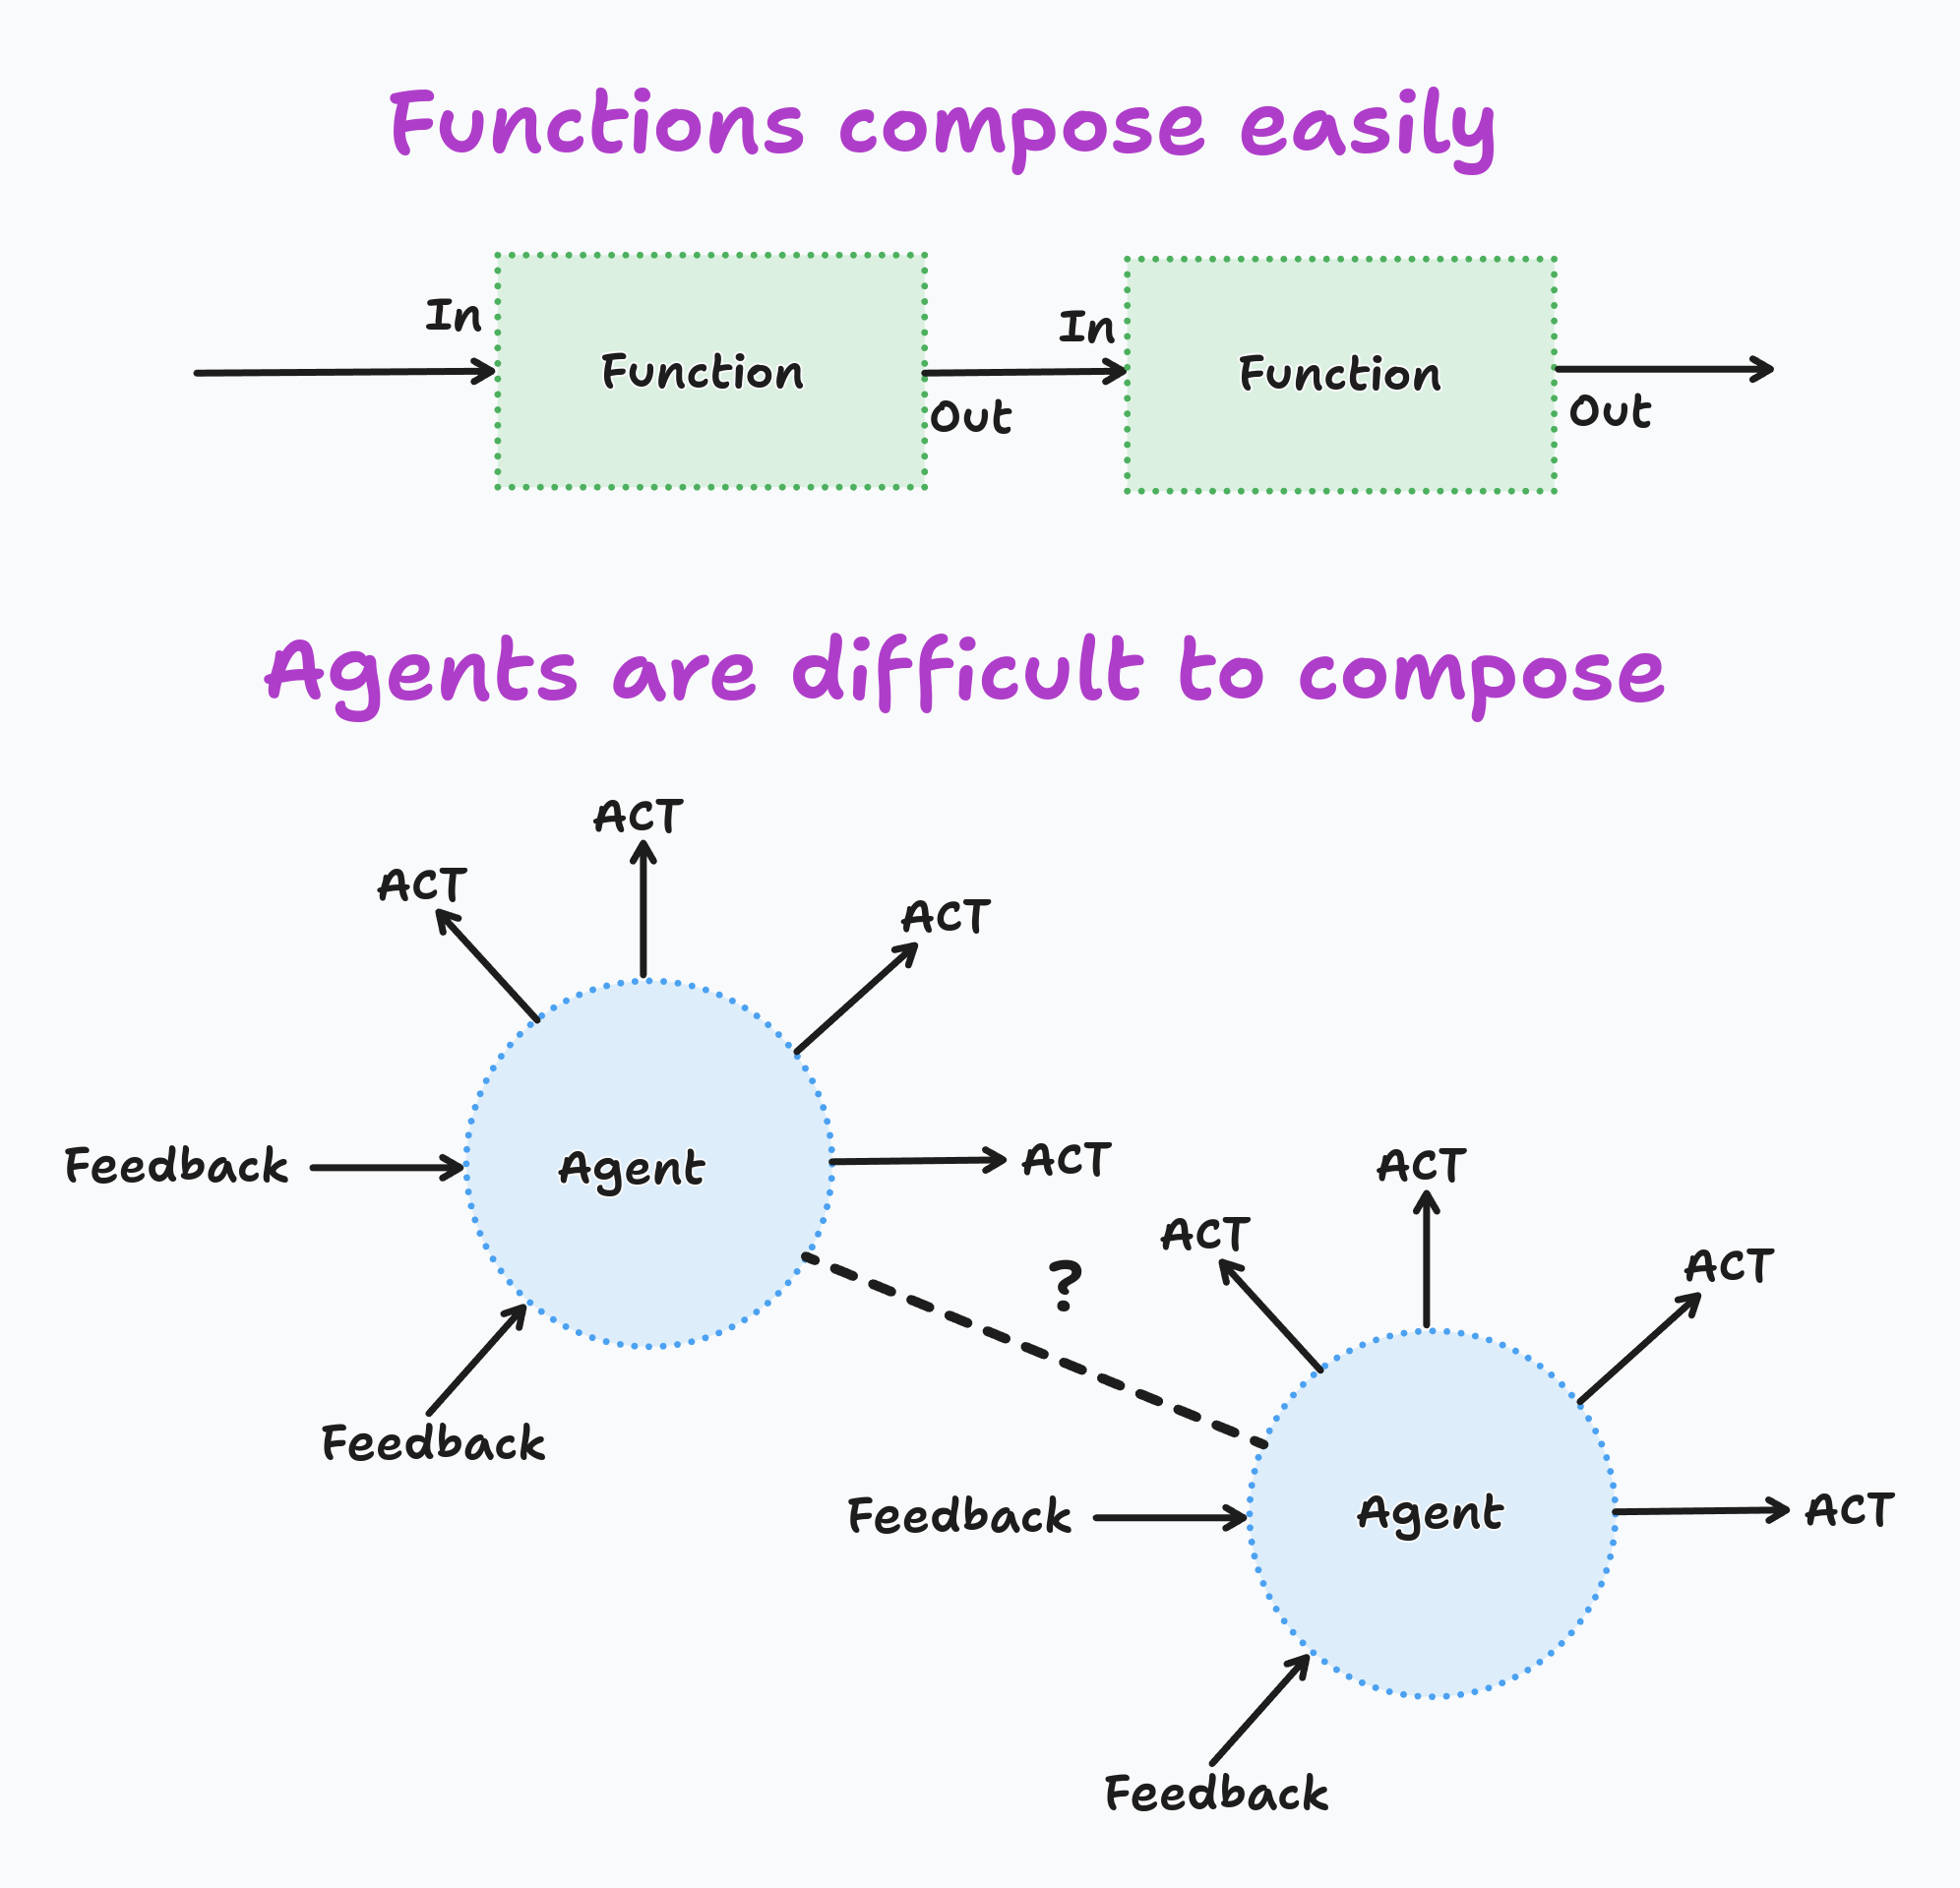 Functions compose easily
In
Function
Out
In
Function
Out
Agents are difficult to compose
ACT
ACT
ACT
Feedback
Agent
ACT
Feedback
?
ACT
ACT
ACT
Feedback
Agent
ACT
Feedback